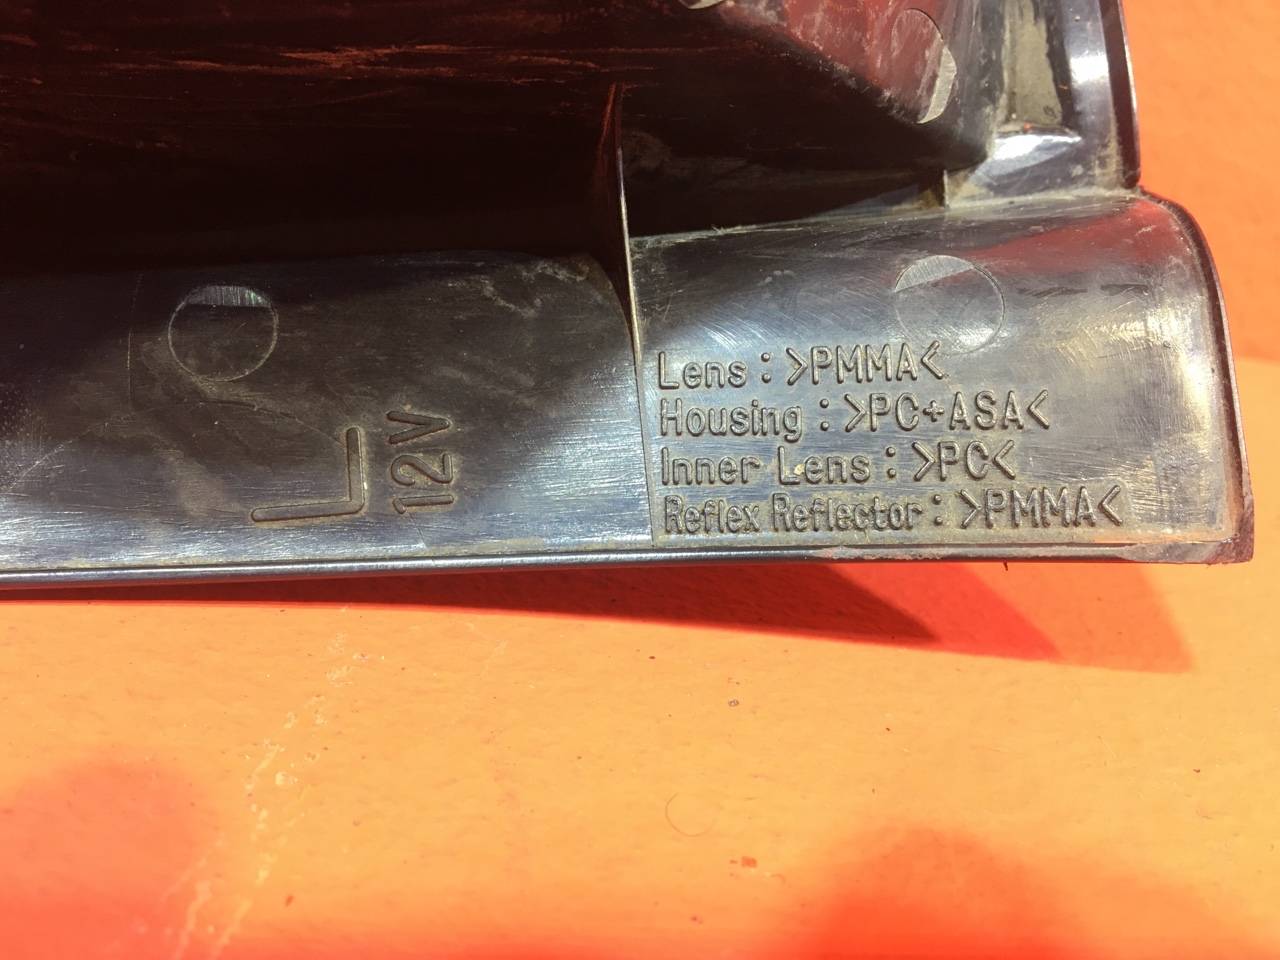 L
12V
Lens : >PMMA<
Housing : >PC+ASA<
Inner Lens : >PC<
Reflex Reflector : >PMMA<